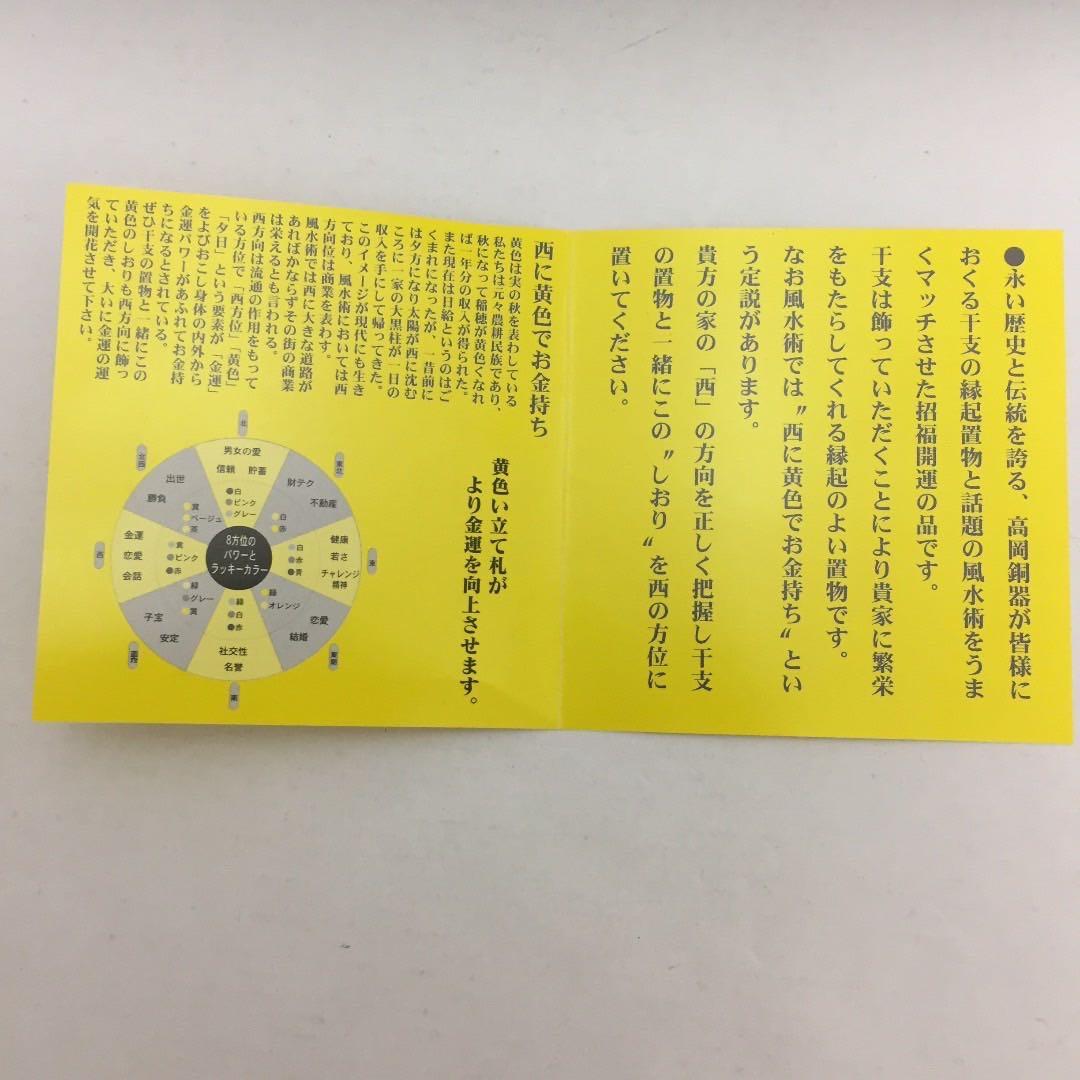 ●永い歴史と伝統を誇る、高岡銅器が皆様に
おくる干支の縁起置物と話題の風水術をうま
くマッチさせた招福開運の品です。
干支は飾っていただくことにより貴家に繁栄
をもたらしてくれる縁起のよい置物です。
なお風水術では〝西に黄色でお金持ち〟とい
う定説があります。
貴方の家の「西」の方向を正しく把握し干支
の置物と一緒にこの〝しおり〟を西の方位に
置いてください。
西に黄色でお金持ち
黄色は実の秋を表わしている
私たちは元々農耕民族であり、
秋になって稲穂が黄色くなれ
ば一年分の収入が得られた。
また現在は日給というのはご
くまれになったが、一昔前に
は夕方になり太陽が西に沈む
ころに一家の大黒柱が一日の
収入を手にして帰ってきた。
このイメージが現代にも生き
ており、風水術においては西
方向位は商業を表わす。
風水術では西に大きな道路が
あればかならずその街の商業
は栄えるとも言われる。
西方向は流通の作用をもって
いる方位で「西方位」「黄色」
「夕日」という要素が「金運」
をよびおこし身体の内外から
金運パワーがあふれてお金持
ちになるとされている。
ぜひ干支の置物と一緒にこの
黄色のしおりも西方向に飾っ
ていただき、大いに金運の運
気を開花させて下さい。
黄色い立て札が
より金運を向上させます。
8方位の
パワーと
ラッキーカラー
北
男女の愛
信頼 貯蓄
白
ピンク
グレー
東北
財テク
不動産
白
赤
東
健康
若さ
チャレンジ
精神
白
赤
青
恋愛
結婚
緑
オレンジ
南
社交性
名誉
緑
白
赤
子宝
安定
緑
グレー
黄
西
金運
恋愛
会話
黄
ピンク
赤
北西
出世
勝負
黄
ベージュ
茶